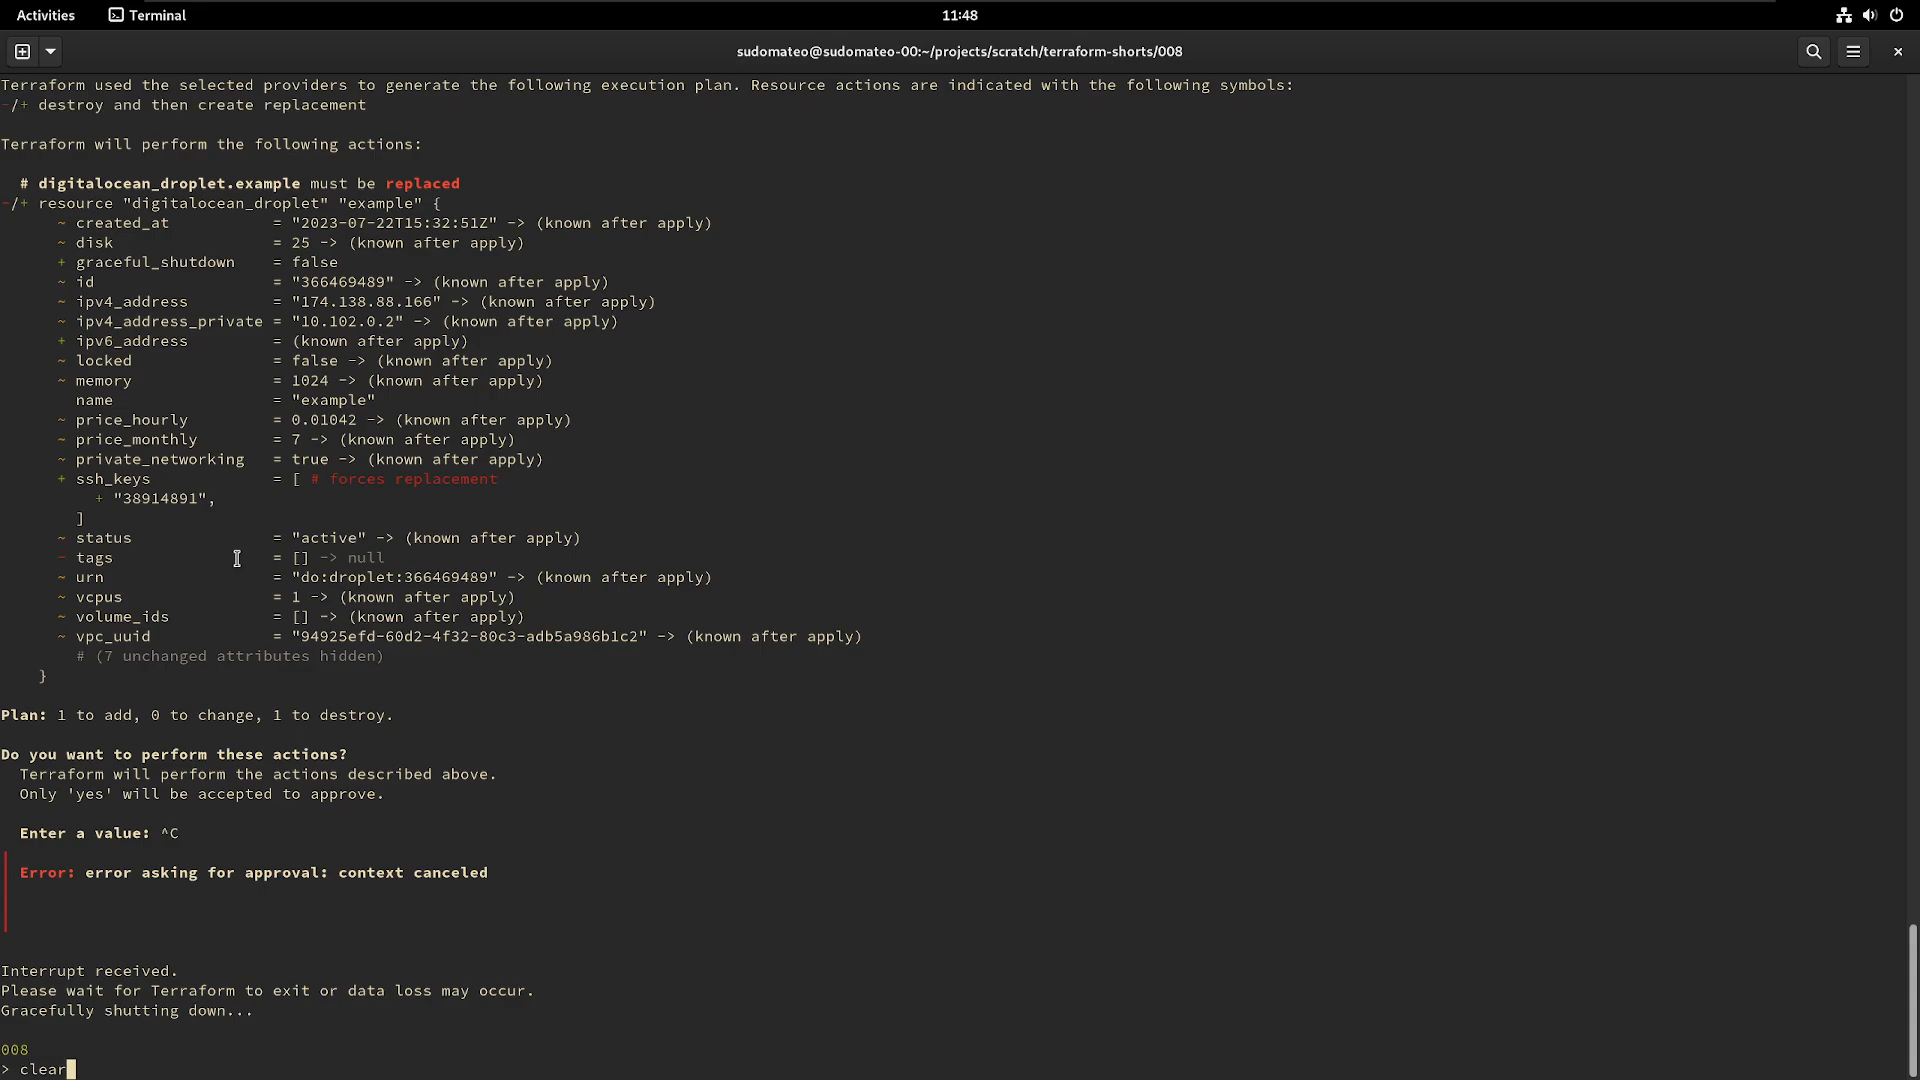 Activities Terminal 11:48
sudomateo@sudomateo-00:~/projects/scratch/terraform-shorts/008
Terraform used the selected providers to generate the following execution plan. Resource actions are indicated with the following symbols:
-/+ destroy and then create replacement
Terraform will perform the following actions:
# digitalocean_droplet.example must be replaced
-/+ resource "digitalocean_droplet" "example" {
~ created_at = "2023-07-22T15:32:51Z" -> (known after apply)
~ disk = 25 -> (known after apply)
+ graceful_shutdown = false
~ id = "366469489" -> (known after apply)
~ ipv4_address = "174.138.88.166" -> (known after apply)
~ ipv4_address_private = "10.102.0.2" -> (known after apply)
+ ipv6_address = (known after apply)
~ locked = false -> (known after apply)
~ memory = 1024 -> (known after apply)
name = "example"
~ price_hourly = 0.01042 -> (known after apply)
~ price_monthly = 7 -> (known after apply)
~ private_networking = true -> (known after apply)
+ ssh_keys = [ # forces replacement
+ "38914891",
]
~ status = "active" -> (known after apply)
- tags = [] -> null
~ urn = "do:droplet:366469489" -> (known after apply)
~ vcpus = 1 -> (known after apply)
~ volume_ids = [] -> (known after apply)
~ vpc_uuid = "94925efd-60d2-4f32-80c3-adb5a986b1c2" -> (known after apply)
# (7 unchanged attributes hidden)
}
Plan: 1 to add, 0 to change, 1 to destroy.
Do you want to perform these actions?
Terraform will perform the actions described above.
Only 'yes' will be accepted to approve.
Enter a value: ^C
Error: error asking for approval: context canceled
Interrupt received.
Please wait for Terraform to exit or data loss may occur.
Gracefully shutting down...
008
> clear